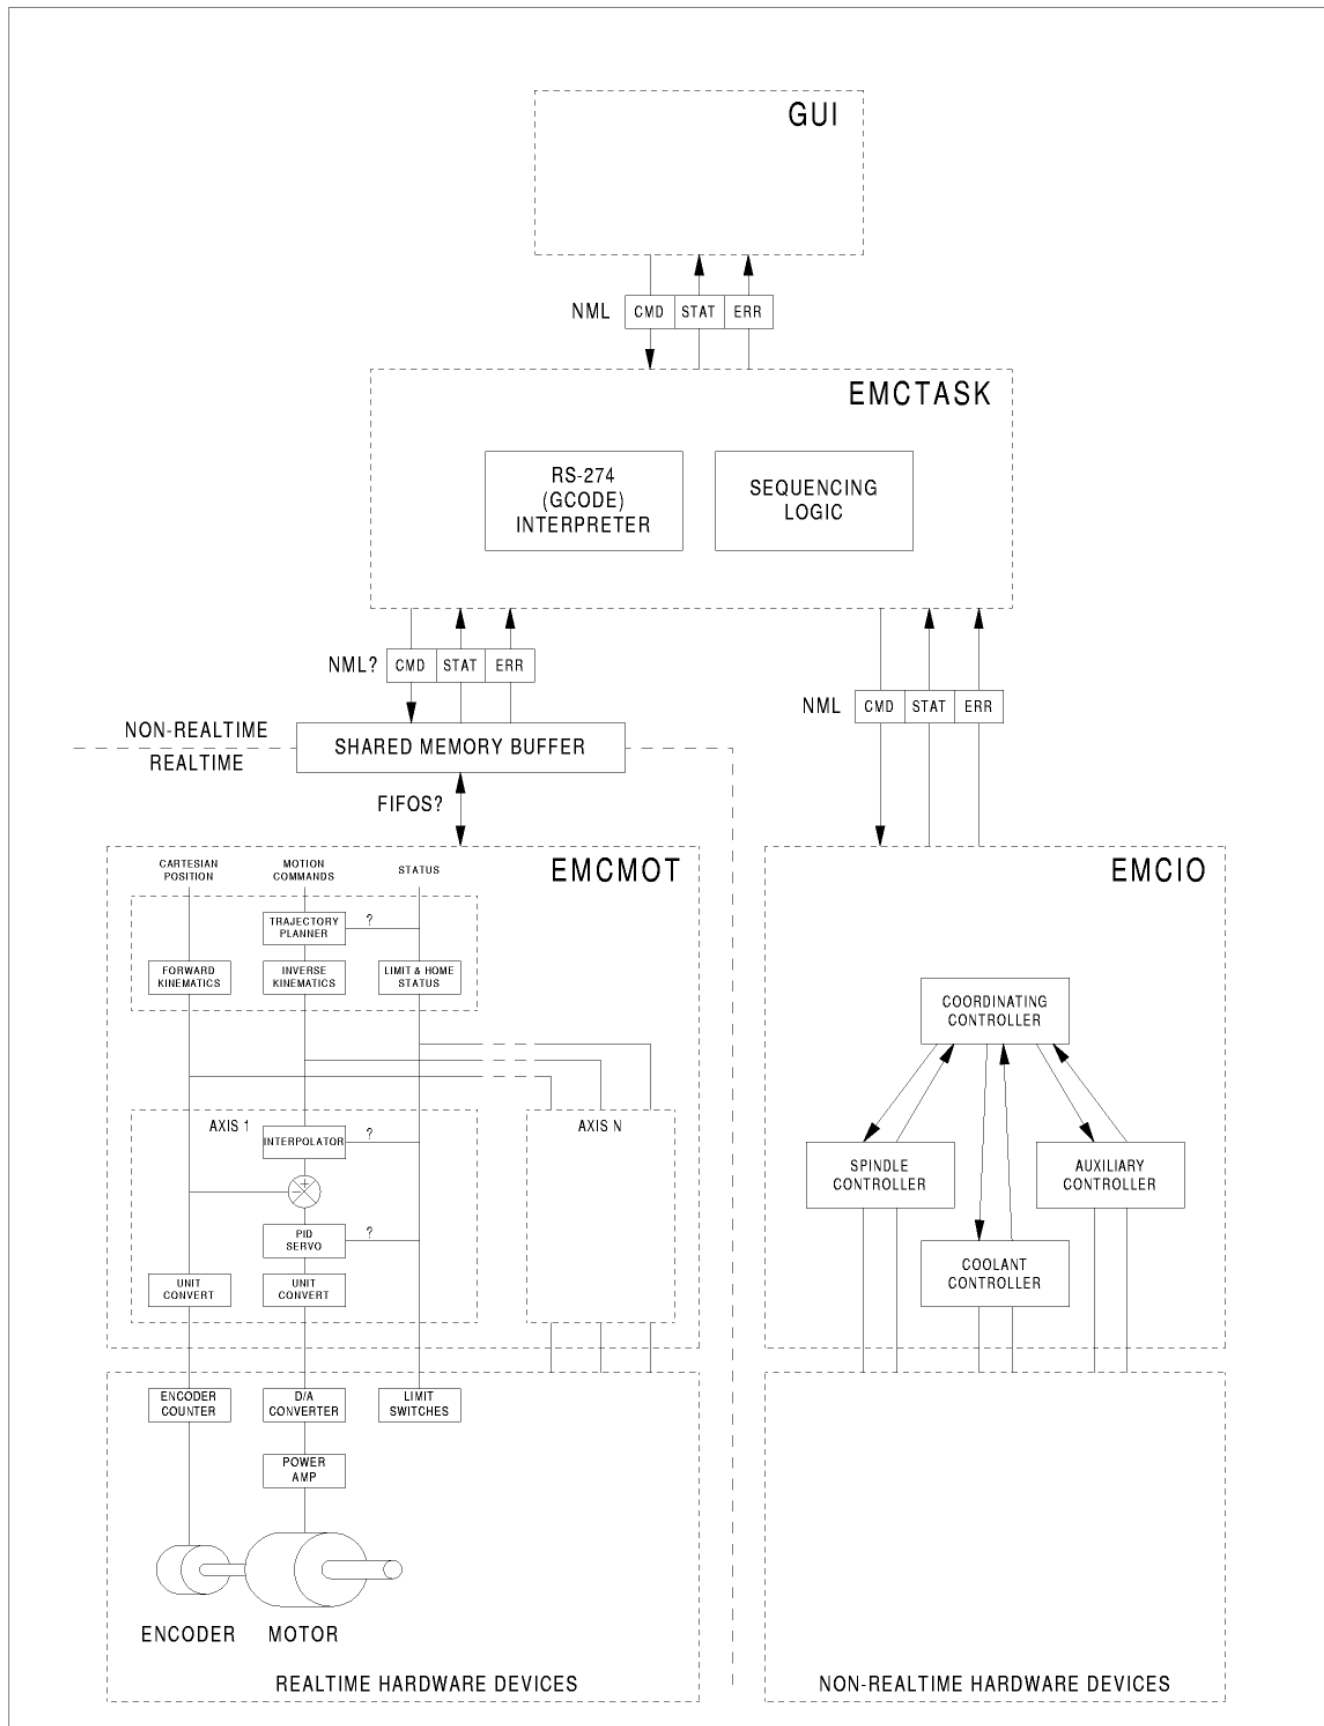 GUI
NML
CMD
STAT
ERR
EMCTASK
RS-274
(GCODE)
INTERPRETER
SEQUENCING
LOGIC
NML?
CMD
STAT
ERR
NML
CMD
STAT
ERR
NON-REALTIME
REALTIME
SHARED MEMORY BUFFER
FIFOS?
EMCMOT
CARTESIAN
POSITION
MOTION
COMMANDS
STATUS
TRAJECTORY
PLANNER
?
FORWARD
KINEMATICS
INVERSE
KINEMATICS
LIMIT & HOME
STATUS
AXIS 1
INTERPOLATOR
?
+
-
PID
SERVO
?
UNIT
CONVERT
UNIT
CONVERT
AXIS N
EMCIO
COORDINATING
CONTROLLER
SPINDLE
CONTROLLER
AUXILIARY
CONTROLLER
COOLANT
CONTROLLER
ENCODER
COUNTER
D/A
CONVERTER
LIMIT
SWITCHES
POWER
AMP
ENCODER
MOTOR
REALTIME HARDWARE DEVICES
NON-REALTIME HARDWARE DEVICES